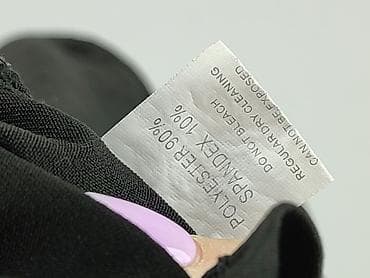 POLYESTER 90%
SPANDEX 10%
DO NOT BLEACH
REGULAR DRY CLEANING
CANNOT BE EXPOSED